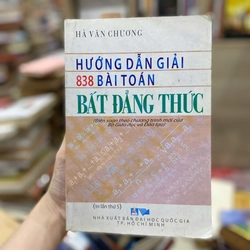 HÀ VĂN CHƯƠNG
HƯỚNG DẪN GIẢI
838 BÀI TOÁN
BẤT ĐẲNG THỨC
(Biên soạn theo chương trình mới của
Bộ Giáo dục và Đào tạo)
(In lần thứ 5)
NHÀ XUẤT BẢN ĐẠI HỌC QUỐC GIA
TP. HỒ CHÍ MINH